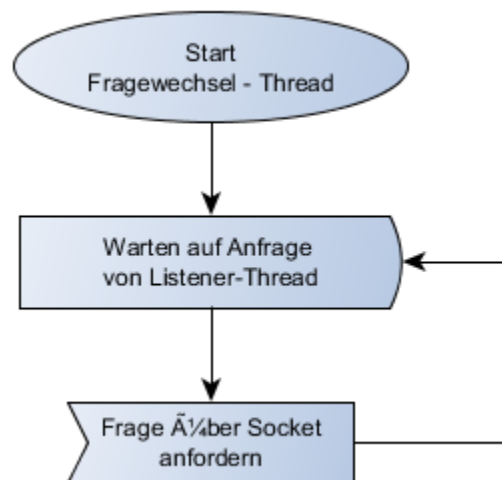 Start
Fragewechsel - Thread
Warten auf Anfrage
von Listener-Thread
Frage Ã¼ber Socket
anfordern